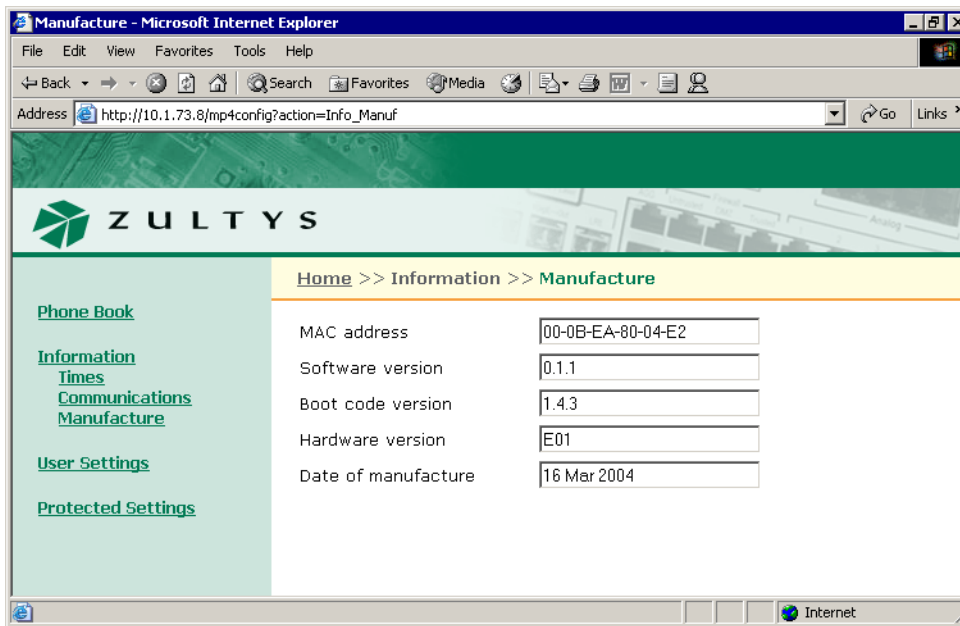 Manufacture - Microsoft Internet Explorer
File Edit View Favorites Tools Help
Back Search Favorites Media
Address http://10.1.73.8/mp4config?action=Info_Manuf Go Links
ZULTYS
Home >> Information >> Manufacture
Phone Book
Information
Times
Communications
Manufacture
User Settings
Protected Settings
MAC address 00-0B-EA-80-04-E2
Software version 0.1.1
Boot code version 1.4.3
Hardware version E01
Date of manufacture 16 Mar 2004
Internet